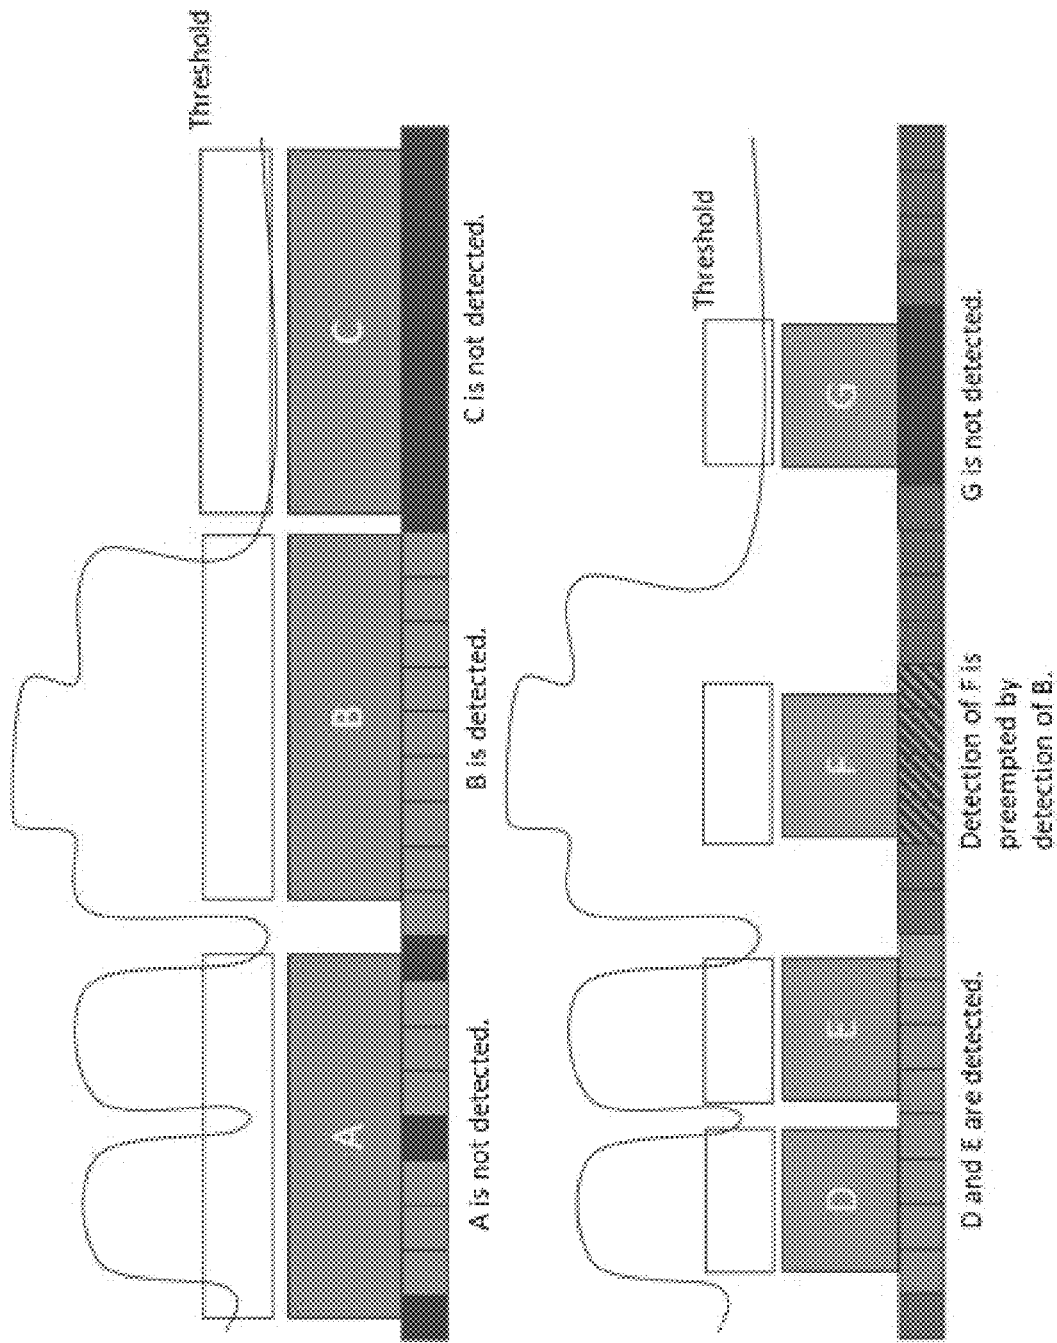 Threshold
A
B
C
A is not detected.
B is detected.
C is not detected.
Threshold
D
E
F
G
D and E are detected.
Detection of F is
preempted by
detection of B.
G is not detected.